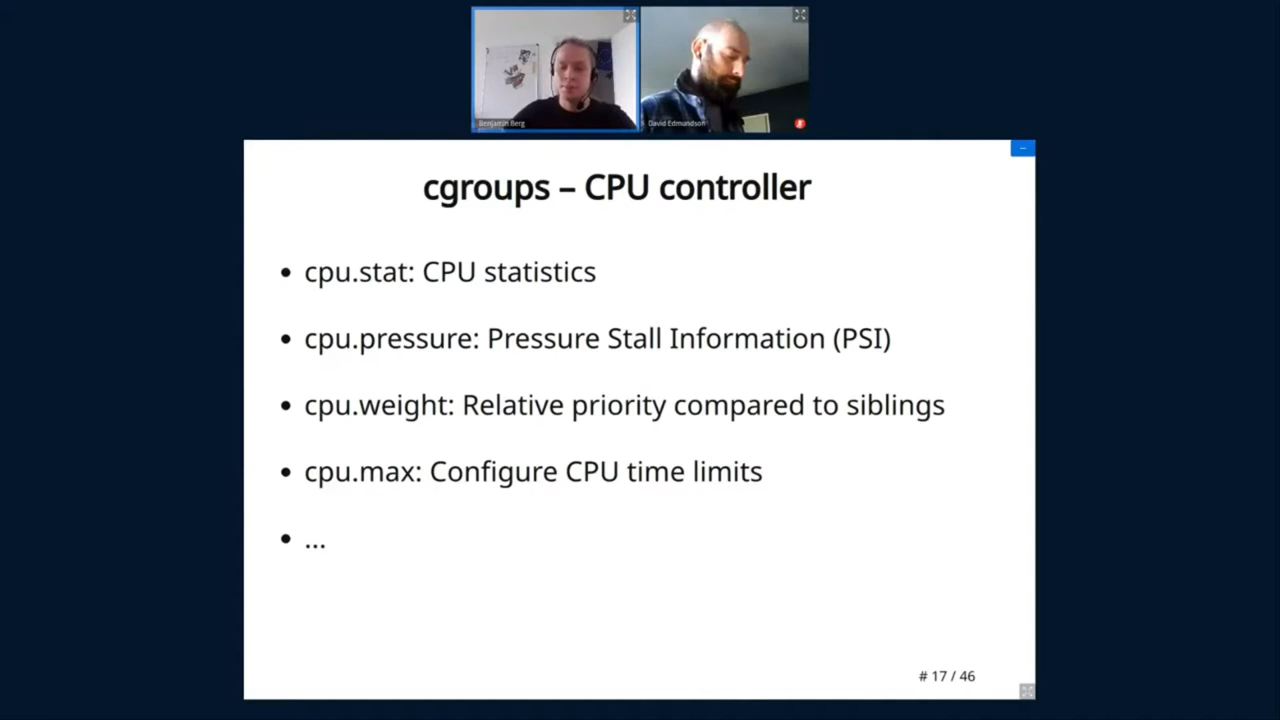 Benjamin Berg
David Edmundson
cgroups – CPU controller
• cpu.stat: CPU statistics
• cpu.pressure: Pressure Stall Information (PSI)
• cpu.weight: Relative priority compared to siblings
• cpu.max: Configure CPU time limits
• ...
# 17 / 46